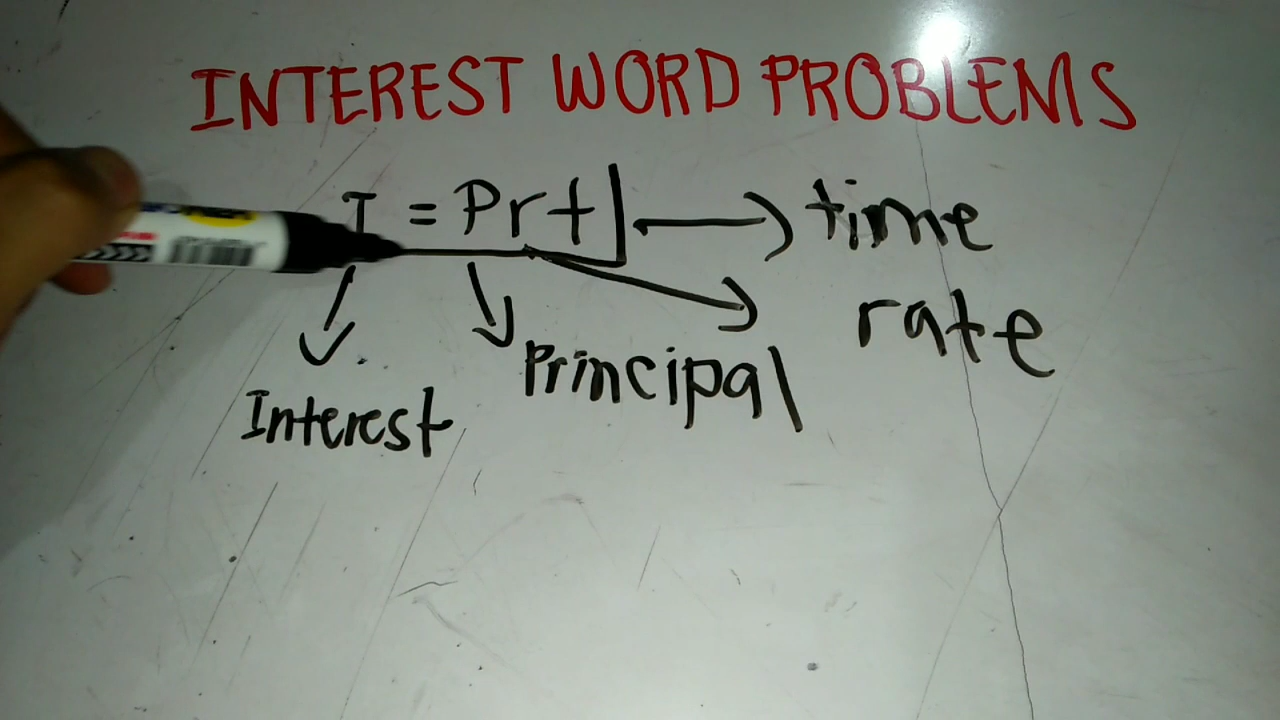 INTEREST WORD PROBLEMS
I = Prt time
rate
Principal
Interest